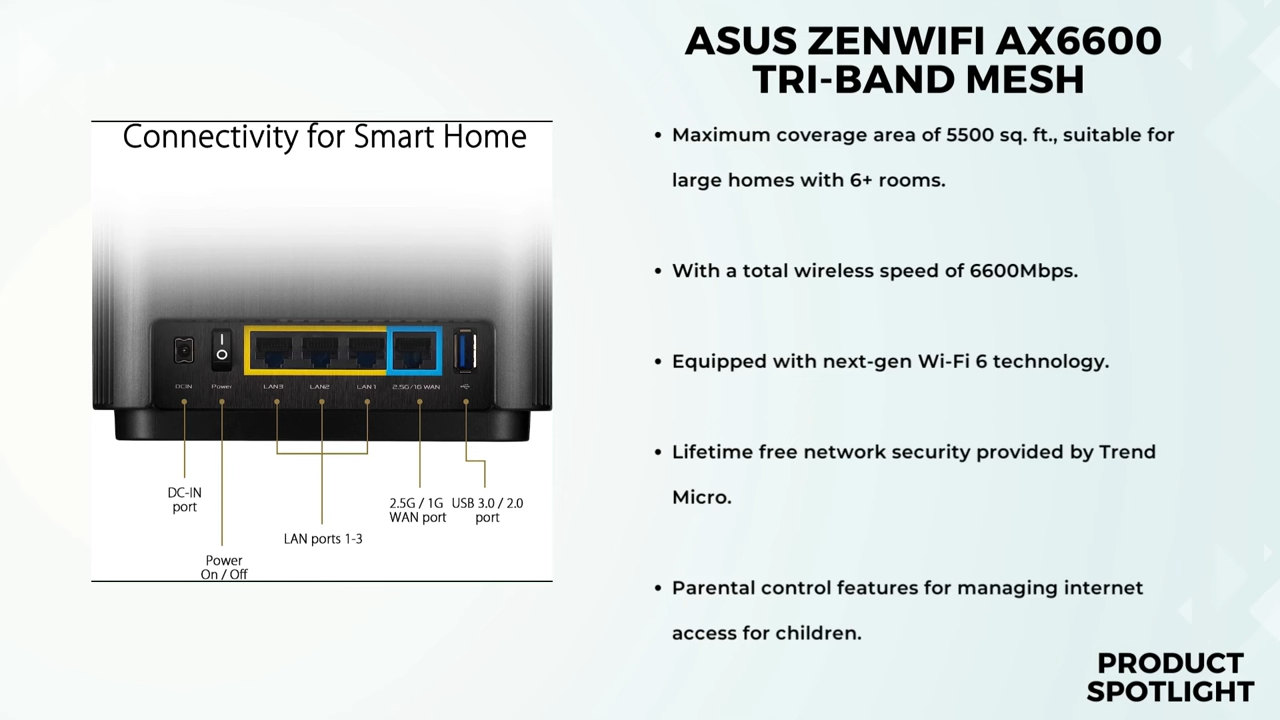 ASUS ZENWIFI AX6600
TRI-BAND MESH
Connectivity for Smart Home
DCIN
Power
LAN3
LAN2
LAN1
2.5G/1G WAN
DC-IN
port
Power
On / Off
LAN ports 1-3
2.5G / 1G
WAN port
USB 3.0 / 2.0
port
• Maximum coverage area of 5500 sq. ft., suitable for
large homes with 6+ rooms.
• With a total wireless speed of 6600Mbps.
• Equipped with next-gen Wi-Fi 6 technology.
• Lifetime free network security provided by Trend
Micro.
• Parental control features for managing internet
access for children.
PRODUCT
SPOTLIGHT